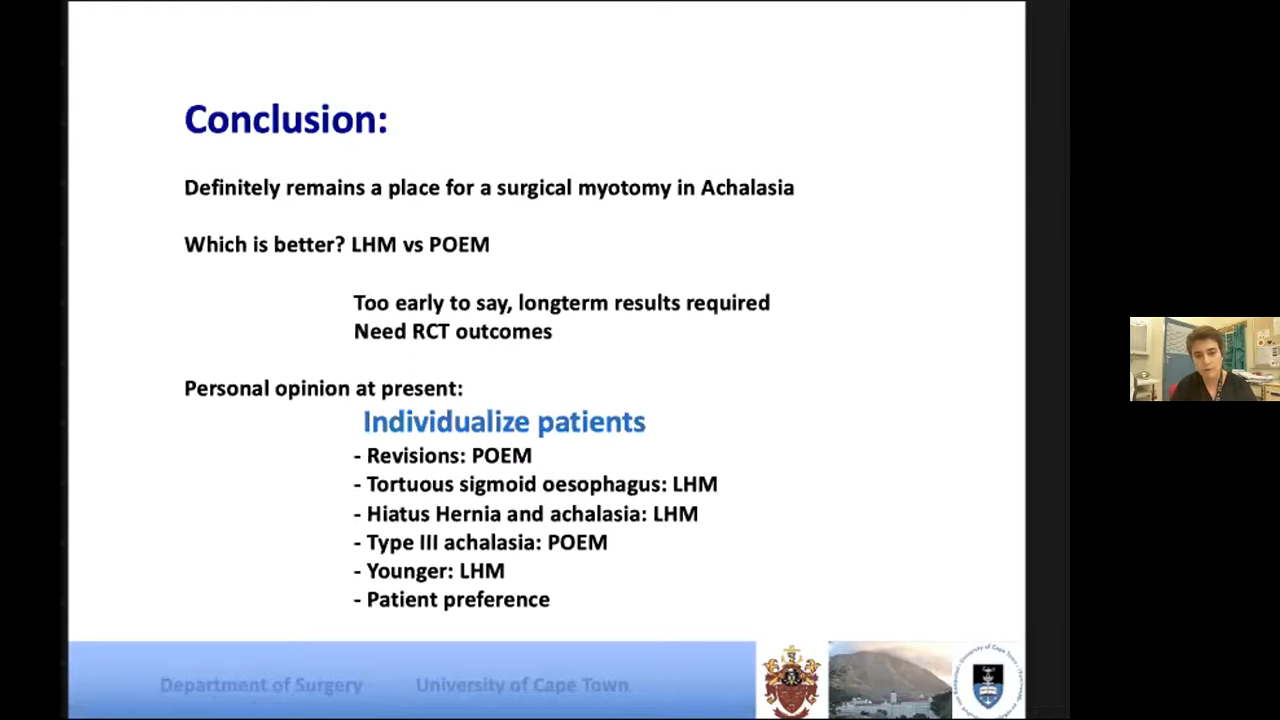 Conclusion:
Definitely remains a place for a surgical myotomy in Achalasia
Which is better? LHM vs POEM
Too early to say, longterm results required
Need RCT outcomes
Personal opinion at present:
Individualize patients
- Revisions: POEM
- Tortuous sigmoid oesophagus: LHM
- Hiatus Hernia and achalasia: LHM
- Type III achalasia: POEM
- Younger: LHM
- Patient preference
Department of Surgery University of Cape Town